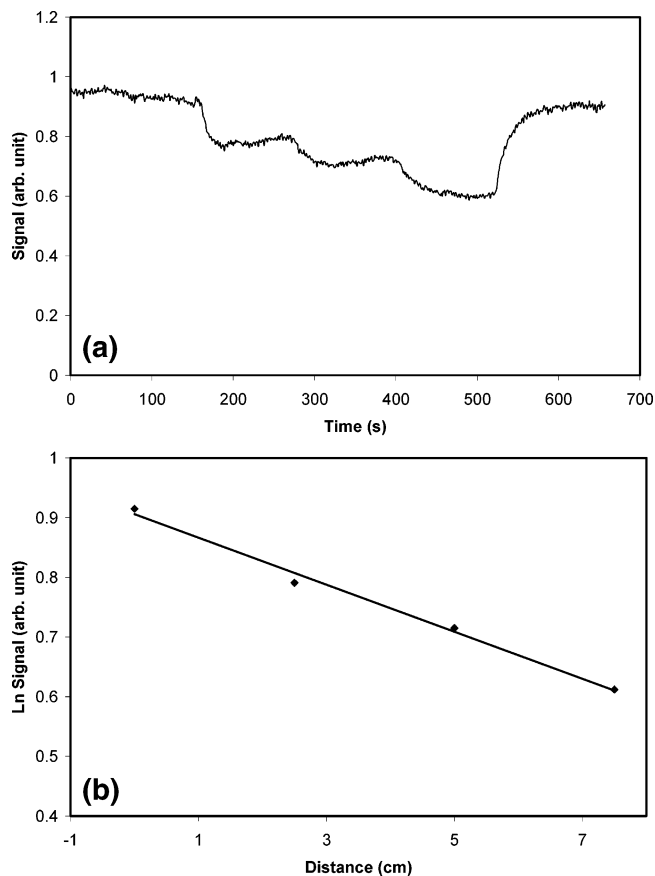 1.2
1
0.8
0.6
0.4
0.2
0
Signal (arb. unit)
(a)
0 100 200 300 400 500 600 700
Time (s)
1
0.9
0.8
0.7
0.6
0.5
0.4
Ln Signal (arb. unit)
(b)
-1 1 3 5 7
Distance (cm)